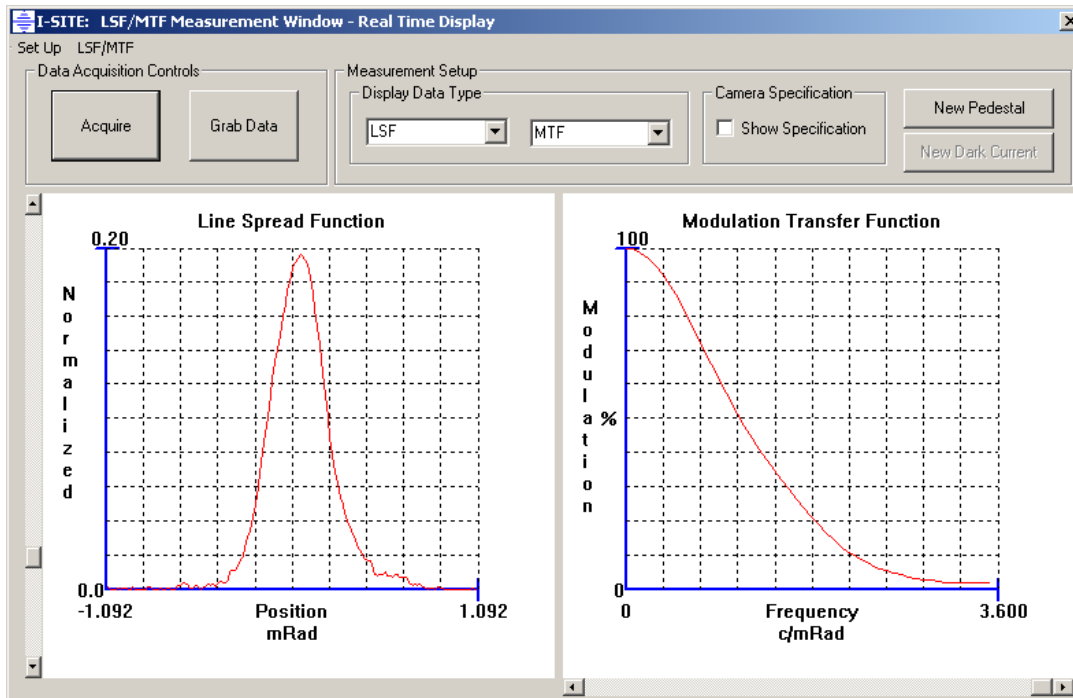 I-SITE: LSF/MTF Measurement Window - Real Time Display
Set Up LSF/MTF
Data Acquisition Controls
Acquire
Grab Data
Measurement Setup
Display Data Type
LSF
MTF
Camera Specification
Show Specification
New Pedestal
New Dark Current
Line Spread Function
0.20
Normalized
0.0
-1.092
Position
1.092
mRad
Modulation Transfer Function
100
Modulation
%
0
0
Frequency
3.600
c/mRad